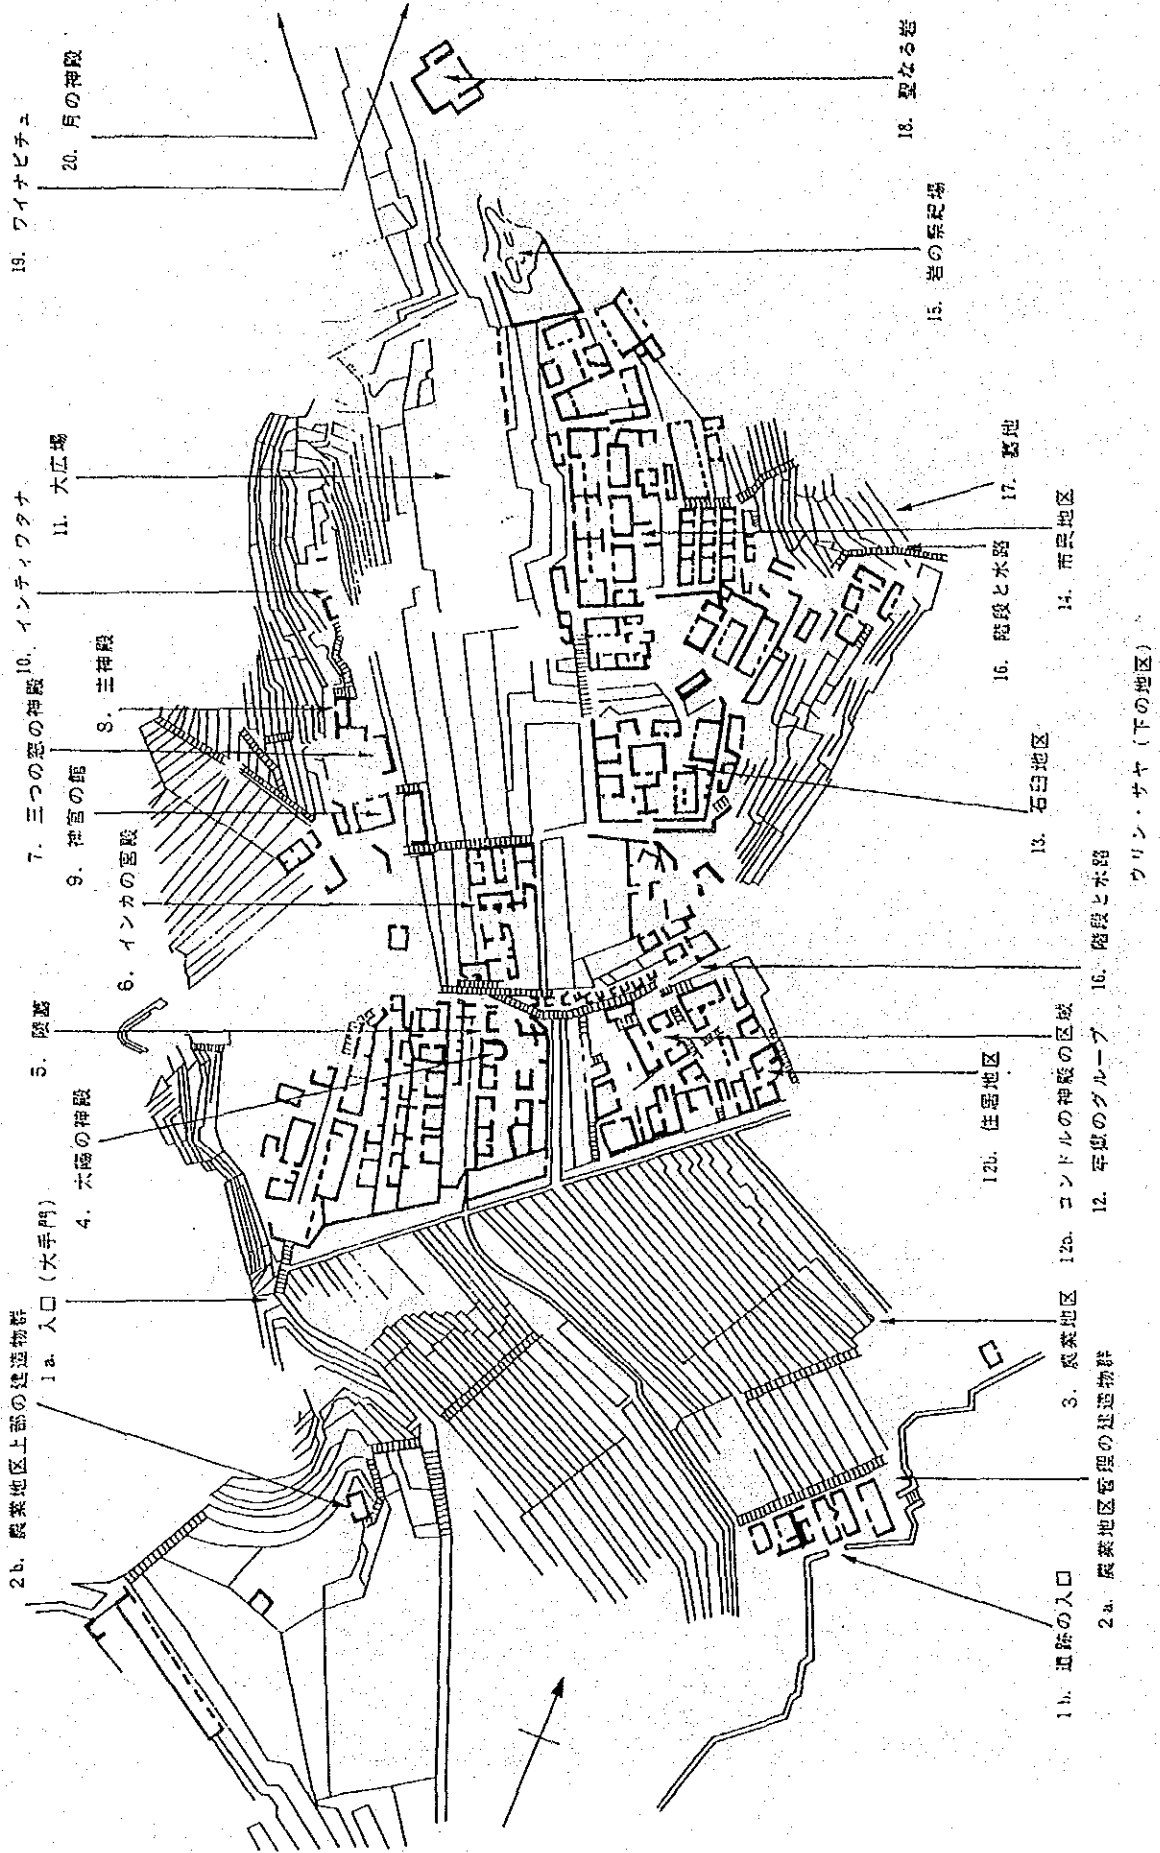 2b. 農業地区上部の建造物群
1a. 入口（大手門）
4. 太陽の神殿
5. 陵墓
6. インカの宮殿
9. 神官の館
7. 三つの窓の神殿
8. 主神殿
10. インティワタナ
11. 大広場
19. ワイナピチュ
20. 月の神殿
1b. 遺跡の入口
2a. 農業地区管理の建造物群
3. 農業地区
12a. コンドルの神殿の区域
12. 牢獄のグループ
12b. 住居地区
16. 階段と水路
13. 石臼地区
16. 階段と水路
14. 市民地区
17. 墓地
15. 岩の祭祀場
18. 聖なる岩
ウリン・サヤ（下の地区）